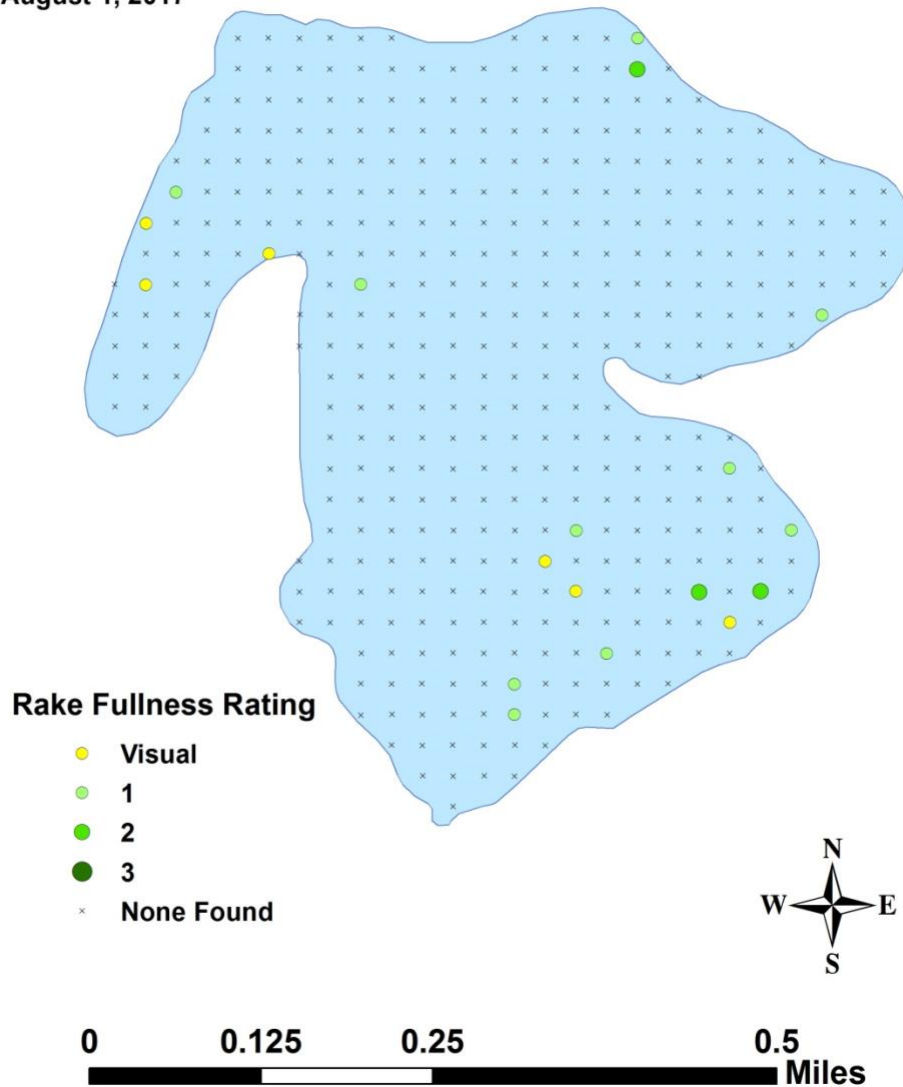 August 1, 2017
Rake Fullness Rating
Visual
1
2
3
None Found
N
W E
S
0 0.125 0.25 0.5
Miles